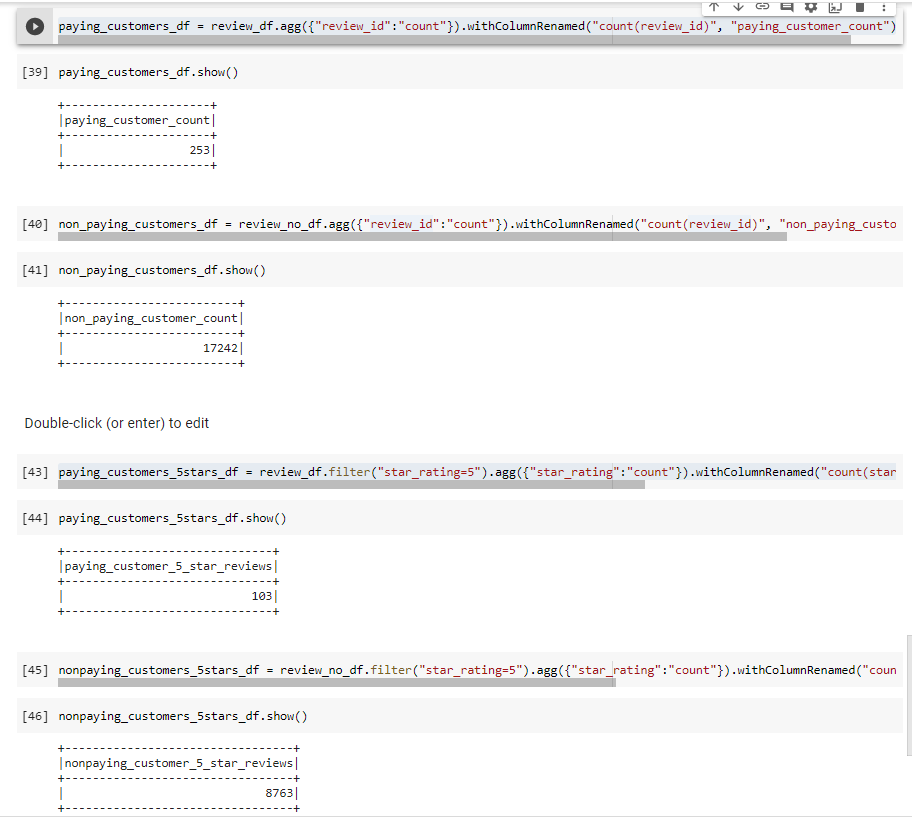 paying_customers_df = review_df.agg({"review_id":"count"}).withColumnRenamed("count(review_id)", "paying_customer_count")
[39] paying_customers_df.show()
+---------------------+
|paying_customer_count|
+---------------------+
|                  253|
+---------------------+
[40] non_paying_customers_df = review_no_df.agg({"review_id":"count"}).withColumnRenamed("count(review_id)", "non_paying_custo
[41] non_paying_customers_df.show()
+-------------------------+
|non_paying_customer_count|
+-------------------------+
|                    17242|
+-------------------------+
Double-click (or enter) to edit
[43] paying_customers_5stars_df = review_df.filter("star_rating=5").agg({"star_rating":"count"}).withColumnRenamed("count(star
[44] paying_customers_5stars_df.show()
+------------------------------+
|paying_customer_5_star_reviews|
+------------------------------+
|                           103|
+------------------------------+
[45] nonpaying_customers_5stars_df = review_no_df.filter("star_rating=5").agg({"star_rating":"count"}).withColumnRenamed("coun
[46] nonpaying_customers_5stars_df.show()
+---------------------------------+
|nonpaying_customer_5_star_reviews|
+---------------------------------+
|                             8763|
+---------------------------------+